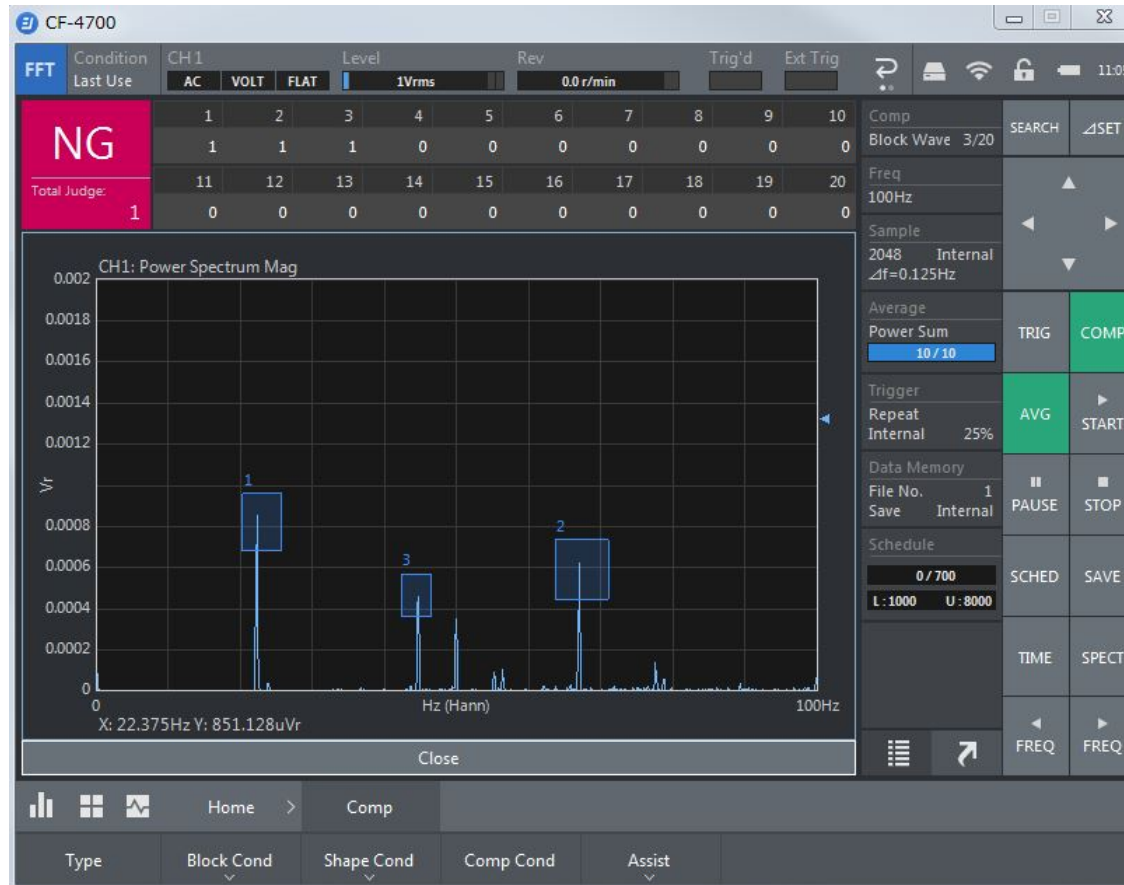 CF-4700
FFT
Condition
Last Use
CH1
AC VOLT FLAT
Level
1Vrms
Rev
0.0 r/min
Trig'd
Ext Trig
NG
Total Judge:
1
1 2 3 4 5 6 7 8 9 10
1 1 1 0 0 0 0 0 0 0
11 12 13 14 15 16 17 18 19 20
0 0 0 0 0 0 0 0 0 0
CH1: Power Spectrum Mag
0.002
0.0018
0.0016
0.0014
0.0012
Vr
0.0008
0.0006
0.0004
0.0002
0
1
2
3
0 Hz (Hann) 100Hz
X: 22.375Hz Y: 851.128uVr
Close
Comp
Block Wave 3/20
Freq
100Hz
Sample
2048 Internal
⊿f=0.125Hz
Average
Power Sum
10 / 10
Trigger
Repeat
Internal 25%
Data Memory
File No. 1
Save Internal
Schedule
0 / 700
L : 1000 U : 8000
SEARCH ⊿SET
TRIG COMP
AVG START
PAUSE STOP
SCHED SAVE
TIME SPECT
FREQ FREQ
Home > Comp
Type Block Cond Shape Cond Comp Cond Assist